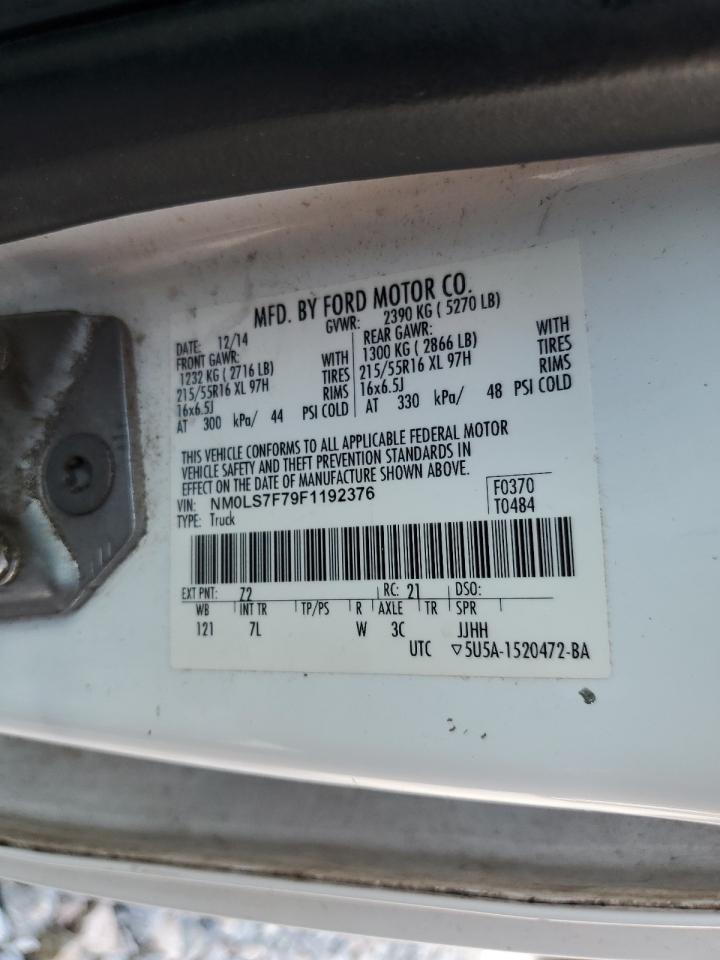 MFD. BY FORD MOTOR CO.
DATE: 12/14 GVWR: 2390 KG ( 5270 LB)
FRONT GAWR: REAR GAWR:
1232 KG ( 2716 LB) WITH 1300 KG ( 2866 LB) WITH
215/55R16 XL 97H TIRES 215/55R16 XL 97H TIRES
16x6.5J RIMS 16x6.5J RIMS
AT 300 kPa/ 44 PSI COLD AT 330 kPa/ 48 PSI COLD
THIS VEHICLE CONFORMS TO ALL APPLICABLE FEDERAL MOTOR
VEHICLE SAFETY AND THEFT PREVENTION STANDARDS IN
EFFECT ON THE DATE OF MANUFACTURE SHOWN ABOVE.
VIN: NM0LS7F79F1192376 F0370
TYPE: Truck T0484
EXT PNT: Z2 RC: 21 DSO:
WB INT TR TP/PS R AXLE TR SPR
121 7L W 3C JJHH
UTC ▽5U5A-1520472-BA